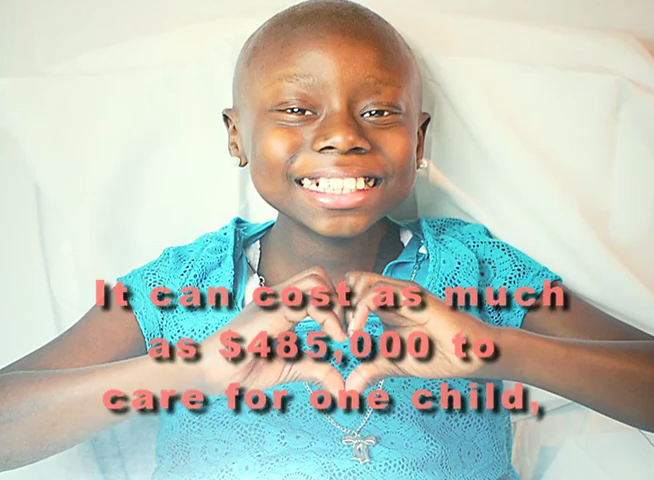 It can cost as much
as $485,000 to
care for one child,